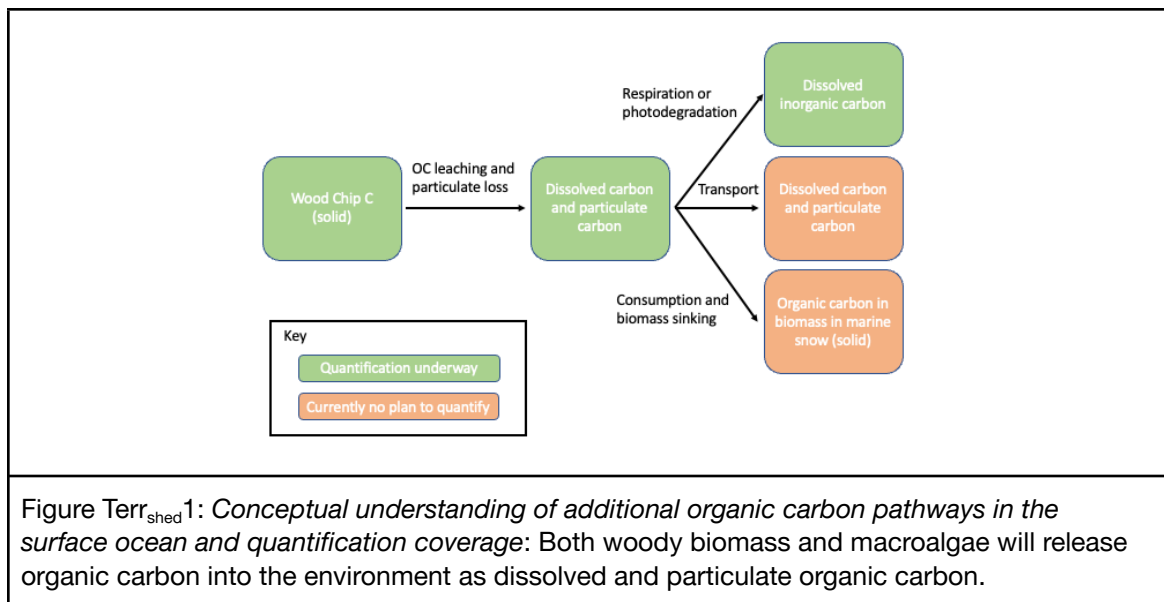 Respiration or
photodegradation
Dissolved
inorganic carbon
Wood Chip C
(solid)
OC leaching and
particulate loss
Dissolved carbon
and particulate
carbon
Transport
Dissolved carbon
and particulate
carbon
Consumption and
biomass sinking
Organic carbon in
biomass in marine
snow (solid)
Key
Quantification underway
Currently no plan to quantify
Figure Terrshed1: Conceptual understanding of additional organic carbon pathways in the
surface ocean and quantification coverage: Both woody biomass and macroalgae will release
organic carbon into the environment as dissolved and particulate organic carbon.